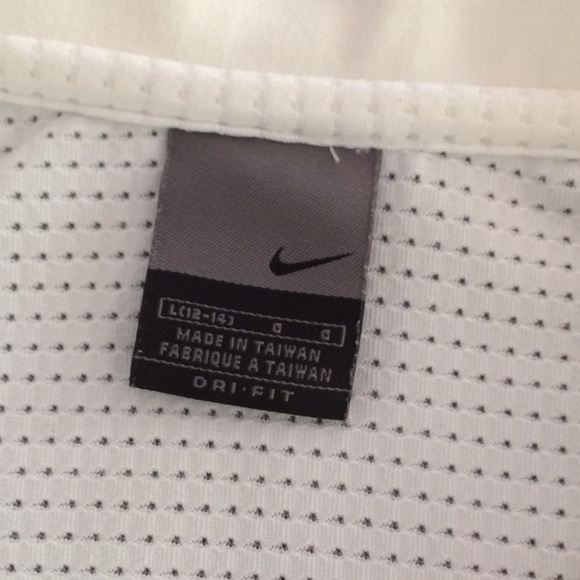 L(12-14) G G
MADE IN TAIWAN
FABRIQUE A TAIWAN
DRI-FIT